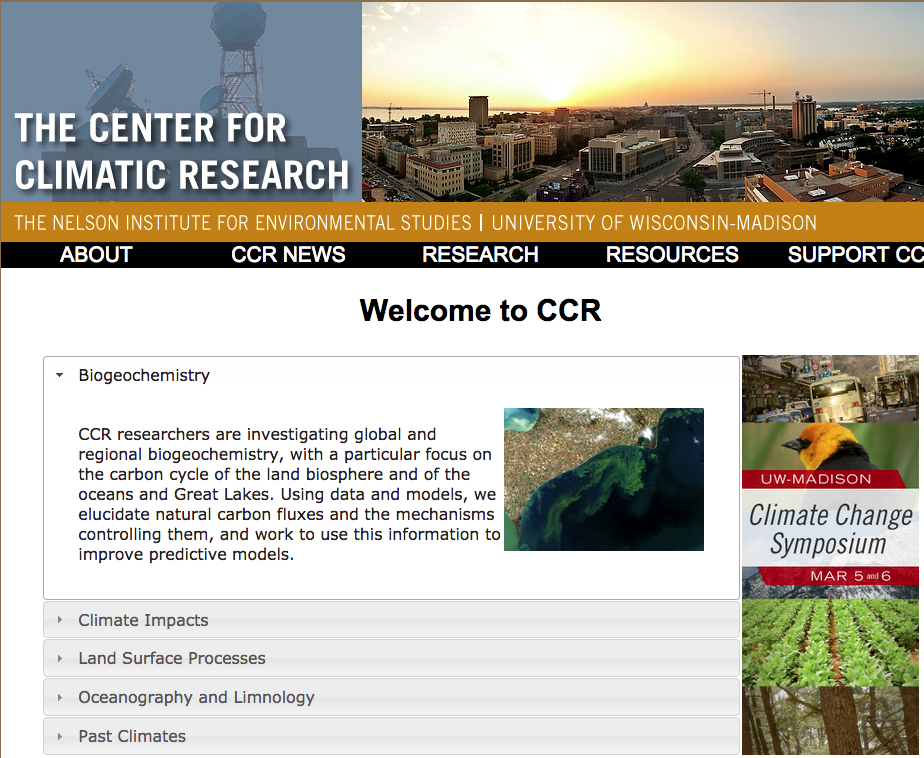 THE CENTER FOR
CLIMATIC RESEARCH
THE NELSON INSTITUTE FOR ENVIRONMENTAL STUDIES | UNIVERSITY OF WISCONSIN-MADISON
ABOUT CCR NEWS RESEARCH RESOURCES SUPPORT CC
Welcome to CCR
Biogeochemistry
CCR researchers are investigating global and
regional biogeochemistry, with a particular focus on
the carbon cycle of the land biosphere and of the
oceans and Great Lakes. Using data and models, we
elucidate natural carbon fluxes and the mechanisms
controlling them, and work to use this information to
improve predictive models.
Climate Impacts
Land Surface Processes
Oceanography and Limnology
Past Climates
UW-MADISON
Climate Change
Symposium
MAR 5 and 6